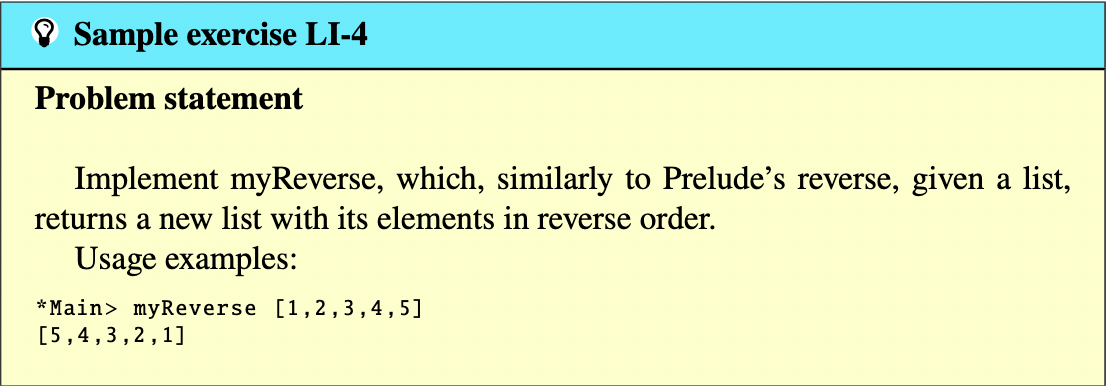 Sample exercise LI-4
Problem statement
Implement myReverse, which, similarly to Prelude's reverse, given a list,
returns a new list with its elements in reverse order.
Usage examples:
*Main> myReverse [1,2,3,4,5]
[5,4,3,2,1]